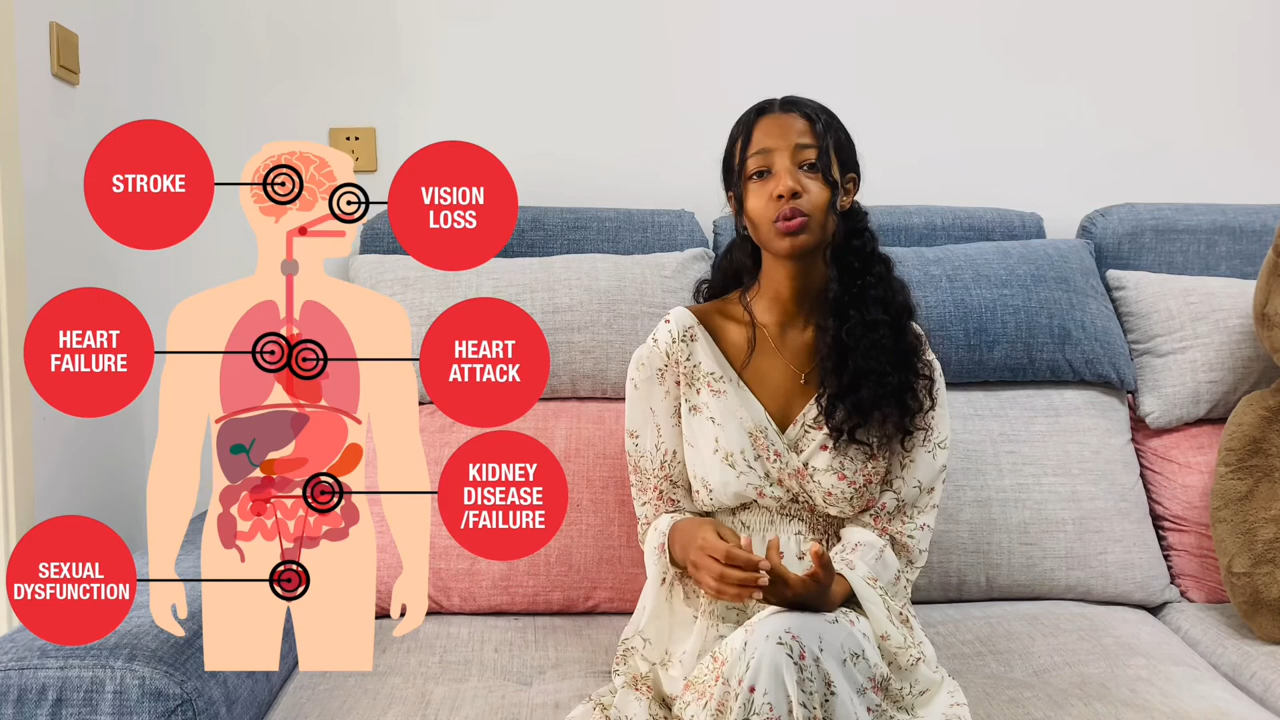 STROKE
VISION
LOSS
HEART
FAILURE
HEART
ATTACK
KIDNEY
DISEASE
/FAILURE
SEXUAL
DYSFUNCTION